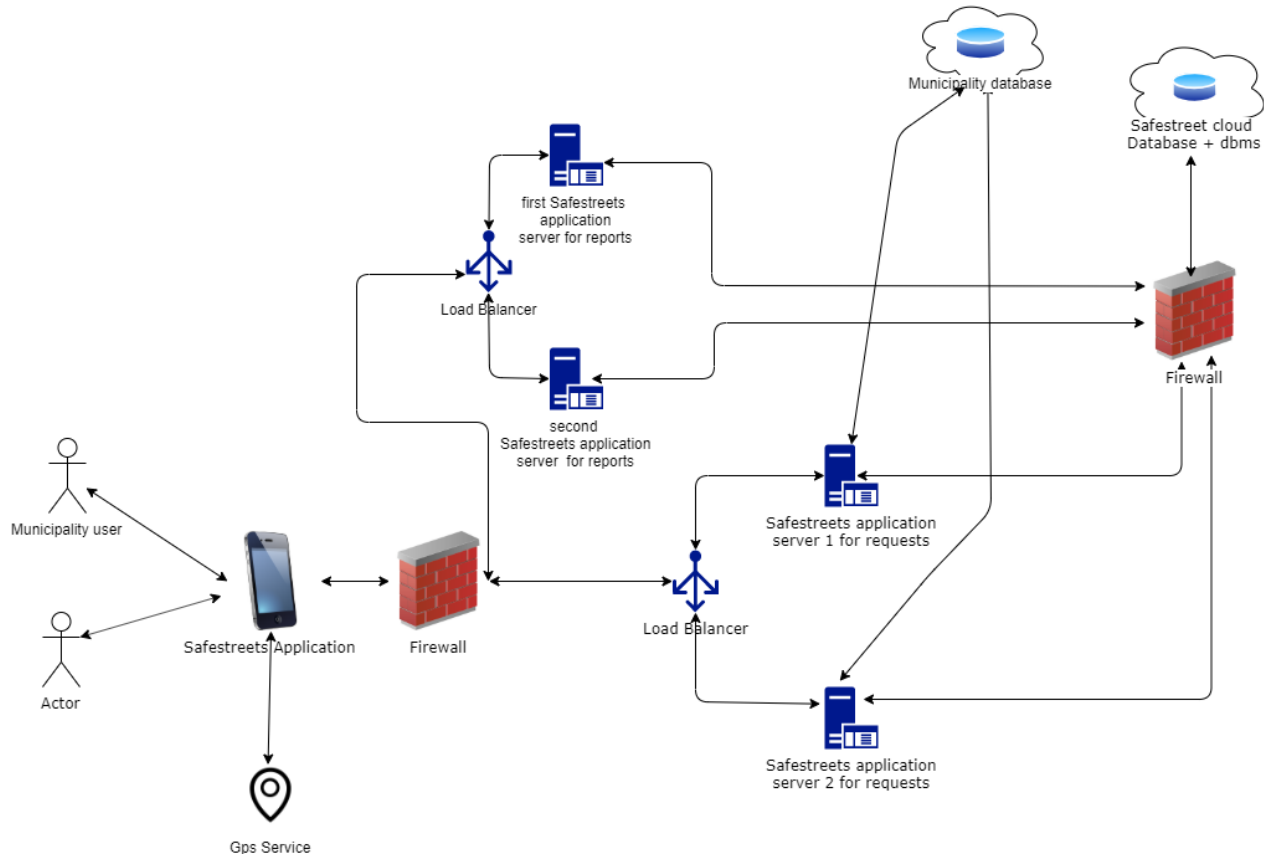 Municipality database
Safestreet cloud
Database + dbms
first Safestreets
application
server for reports
Load Balancer
Firewall
second
Safestreets application
server for reports
Municipality user
Safestreets application
server 1 for requests
Load Balancer
Safestreets Application
Firewall
Actor
Safestreets application
server 2 for requests
Gps Service